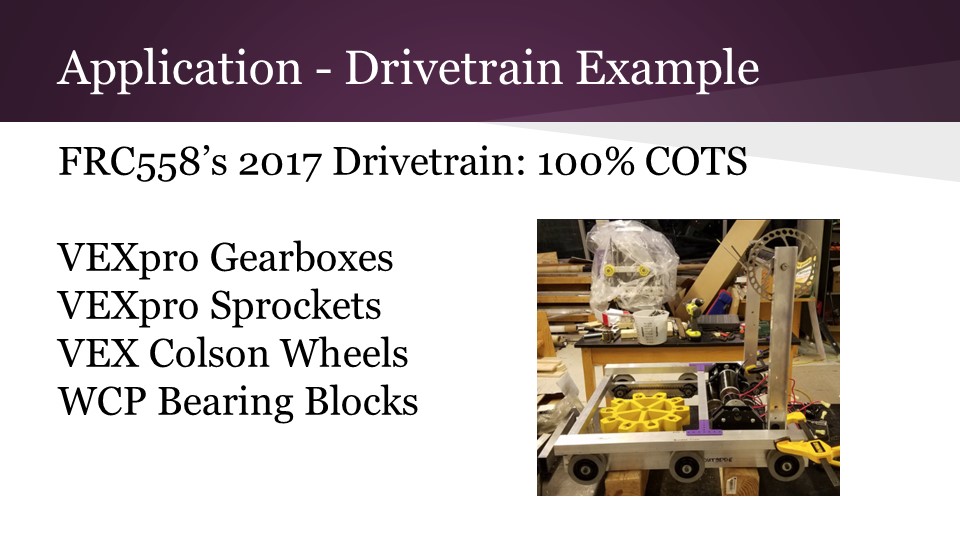 Application - Drivetrain Example
FRC558’s 2017 Drivetrain: 100% COTS
VEXpro Gearboxes
VEXpro Sprockets
VEX Colson Wheels
WCP Bearing Blocks